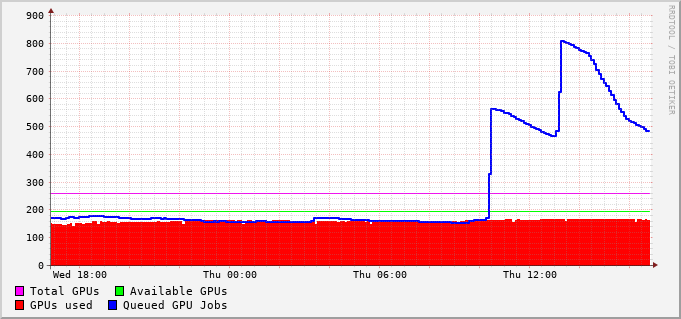 900
800
700
600
500
400
300
200
100
0
Wed 18:00 Thu 00:00 Thu 06:00 Thu 12:00
Total GPUs Available GPUs
GPUs used Queued GPU Jobs
RRDTOOL / TOBI OETIKER